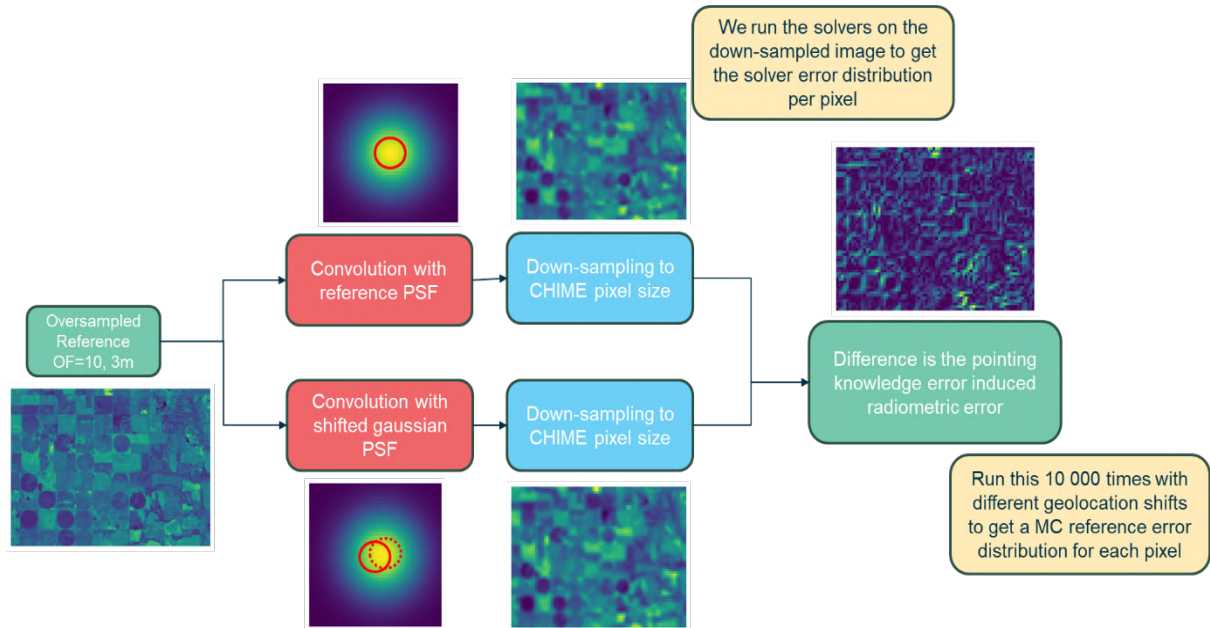 We run the solvers on the
down-sampled image to get
the solver error distribution
per pixel
Convolution with
reference PSF
Down-sampling to
CHIME pixel size
Oversampled
Reference
OF=10, 3m
Difference is the pointing
knowledge error induced
radiometric error
Convolution with
shifted gaussian
PSF
Down-sampling to
CHIME pixel size
Run this 10 000 times with
different geolocation shifts
to get a MC reference error
distribution for each pixel